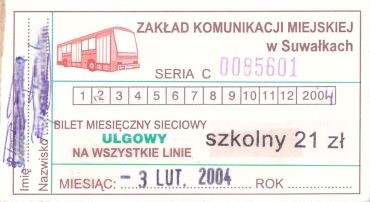 ZAKŁAD KOMUNIKACJI MIEJSKIEJ
w Suwałkach
SERIA C 0085601
1 2 3 4 5 6 7 8 9 10 11 12 2004
BILET MIESIĘCZNY SIECIOWY
ULGOWY szkolny 21 zł
NA WSZYSTKIE LINIE
MIESIĄC: - 3 LUT. 2004 ROK
Imię
Nazwisko